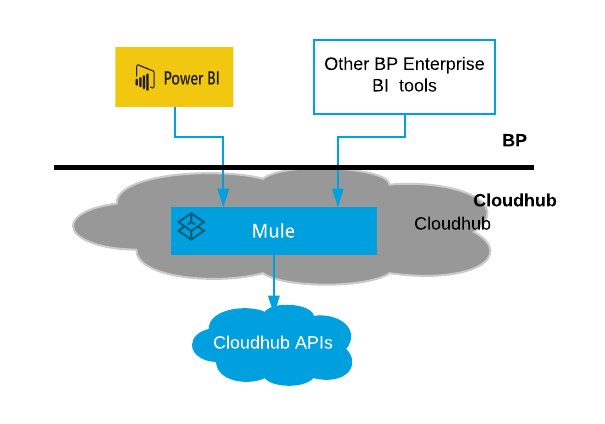 Power BI
Other BP Enterprise
BI tools
BP
Cloudhub
Cloudhub
Mule
Cloudhub APIs